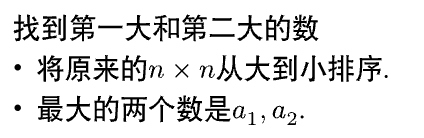 找到第一大和第二大的数
• 将原来的n × n从大到小排序.
• 最大的两个数是a₁, a₂.